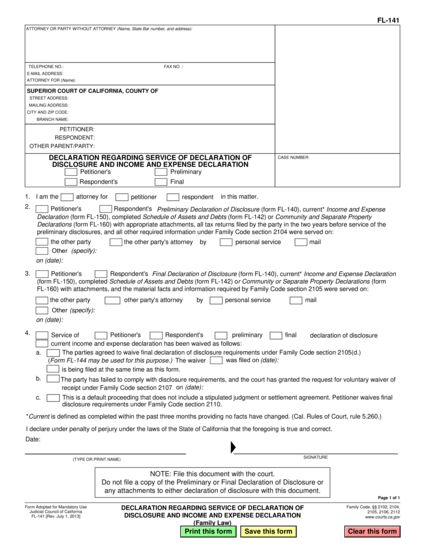 FL-141
ATTORNEY OR PARTY WITHOUT ATTORNEY (Name, State Bar number, and address):
TELEPHONE NO.: FAX NO. :
E-MAIL ADDRESS:
ATTORNEY FOR (Name):
SUPERIOR COURT OF CALIFORNIA, COUNTY OF
STREET ADDRESS:
MAILING ADDRESS:
CITY AND ZIP CODE:
BRANCH NAME:
PETITIONER:
RESPONDENT:
OTHER PARENT/PARTY:
DECLARATION REGARDING SERVICE OF DECLARATION OF
DISCLOSURE AND INCOME AND EXPENSE DECLARATION
Petitioner's Preliminary
Respondent's Final
CASE NUMBER:
1. I am the attorney for petitioner respondent in this matter.
2. Petitioner's Respondent's Preliminary Declaration of Disclosure (form FL-140), current* Income and Expense
Declaration (form FL-150), completed Schedule of Assets and Debts (form FL-142) or Community and Separate Property
Declarations (form FL-160) with appropriate attachments, all tax returns filed by the party in the two years before service of the
preliminary disclosures, and all other required information under Family Code section 2104 were served on:
the other party the other party's attorney by personal service mail
Other (specify):
on (date):
3. Petitioner's Respondent's Final Declaration of Disclosure (form FL-140), current* Income and Expense Declaration
(form FL-150), completed Schedule of Assets and Debts (form FL-142) or Community or Separate Property Declarations (form
FL-160) with attachments, and the material facts and information required by Family Code section 2105 were served on:
the other party other party's attorney by personal service mail
Other (specify):
on (date):
4. Service of Petitioner's Respondent's preliminary final declaration of disclosure
current income and expense declaration has been waived as follows:
a. The parties agreed to waive final declaration of disclosure requirements under Family Code section 2105(d.)
(Form FL-144 may be used for this purpose.) The waiver was filed on (date):
is being filed at the same time as this form.
b. The party has failed to comply with disclosure requirements, and the court has granted the request for voluntary waiver of
receipt under Family Code section 2107 on (date):
c. This is a default proceeding that does not include a stipulated judgment or settlement agreement. Petitioner waives final
disclosure requirements under Family Code section 2110.
*Current is defined as completed within the past three months providing no facts have changed. (Cal. Rules of Court, rule 5.260.)
I declare under penalty of perjury under the laws of the State of California that the foregoing is true and correct.
Date:
(TYPE OR PRINT NAME) SIGNATURE
NOTE: File this document with the court.
Do not file a copy of the Preliminary or Final Declaration of Disclosure or
any attachments to either declaration of disclosure with this document.
Page 1 of 1
Form Adopted for Mandatory Use
Judicial Council of California
FL-141 [Rev. July 1, 2013]
DECLARATION REGARDING SERVICE OF DECLARATION OF
DISCLOSURE AND INCOME AND EXPENSE DECLARATION
(Family Law)
Family Code, §§ 2102, 2104,
2105, 2106, 2112
www.courts.ca.gov
Print this form Save this form Clear this form